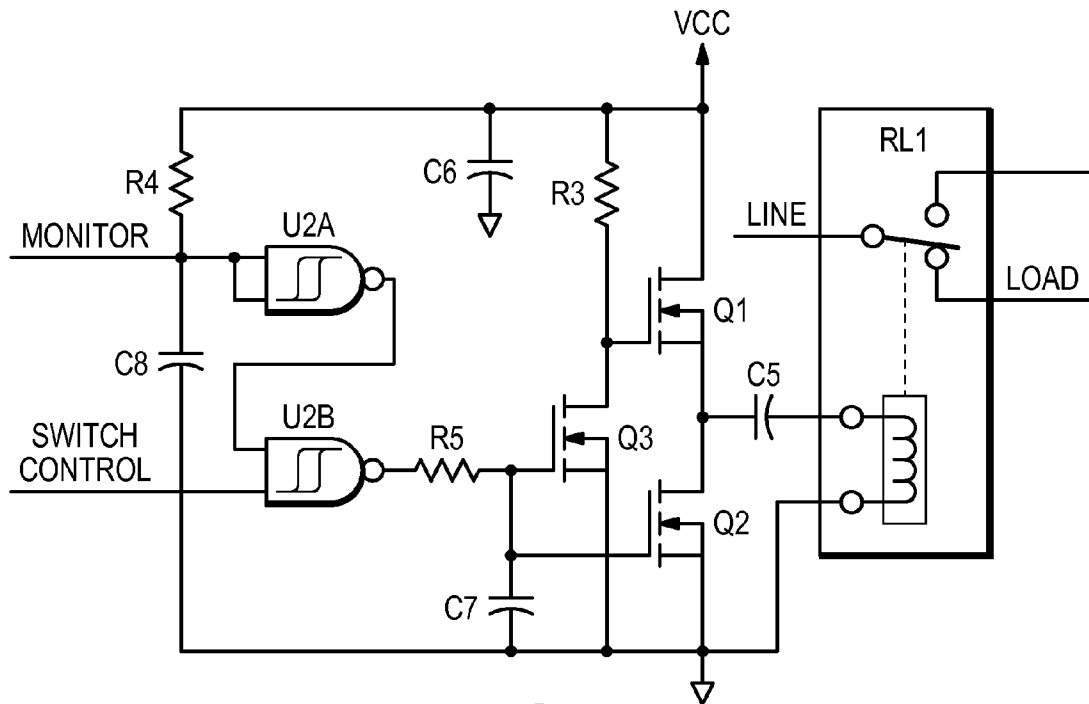 VCC
RL1
R4
C6
R3
MONITOR
U2A
LINE
Q1
LOAD
C8
C5
U2B
R5
Q3
SWITCH
CONTROL
Q2
C7